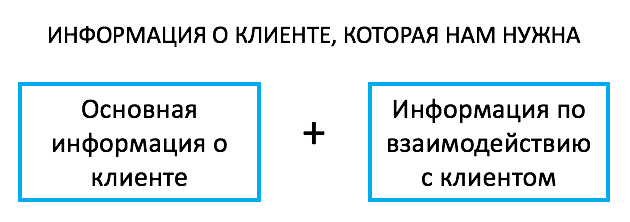 ИНФОРМАЦИЯ О КЛИЕНТЕ, КОТОРАЯ НАМ НУЖНА
Основная
информация о
клиенте
+
Информация по
взаимодействию
с клиентом